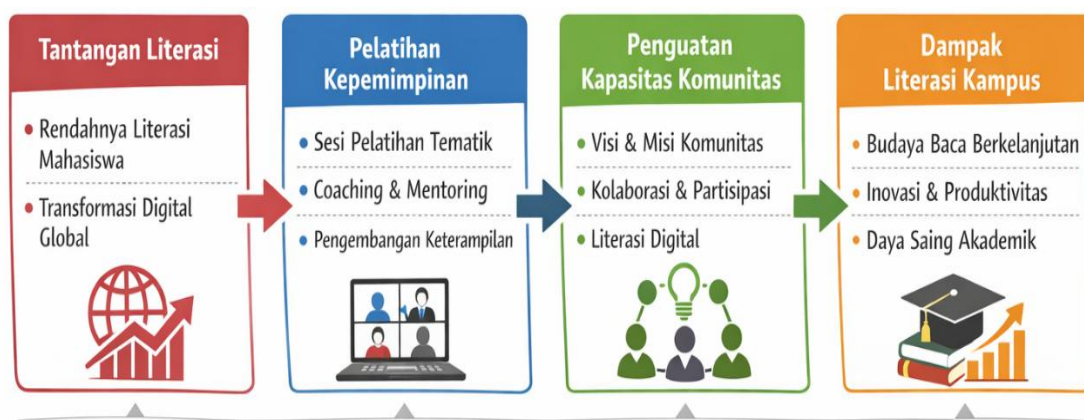 Tantangan Literasi
Rendahnya Literasi
Mahasiswa
Transformasi Digital
Global
Pelatihan
Kepemimpinan
Sesi Pelatihan Tematik
Coaching & Mentoring
Pengembangan Keterampilan
Penguatan
Kapasitas Komunitas
Visi & Misi Komunitas
Kolaborasi & Partisipasi
Literasi Digital
Dampak
Literasi Kampus
Budaya Baca Berkelanjutan
Inovasi & Produktivitas
Daya Saing Akademik